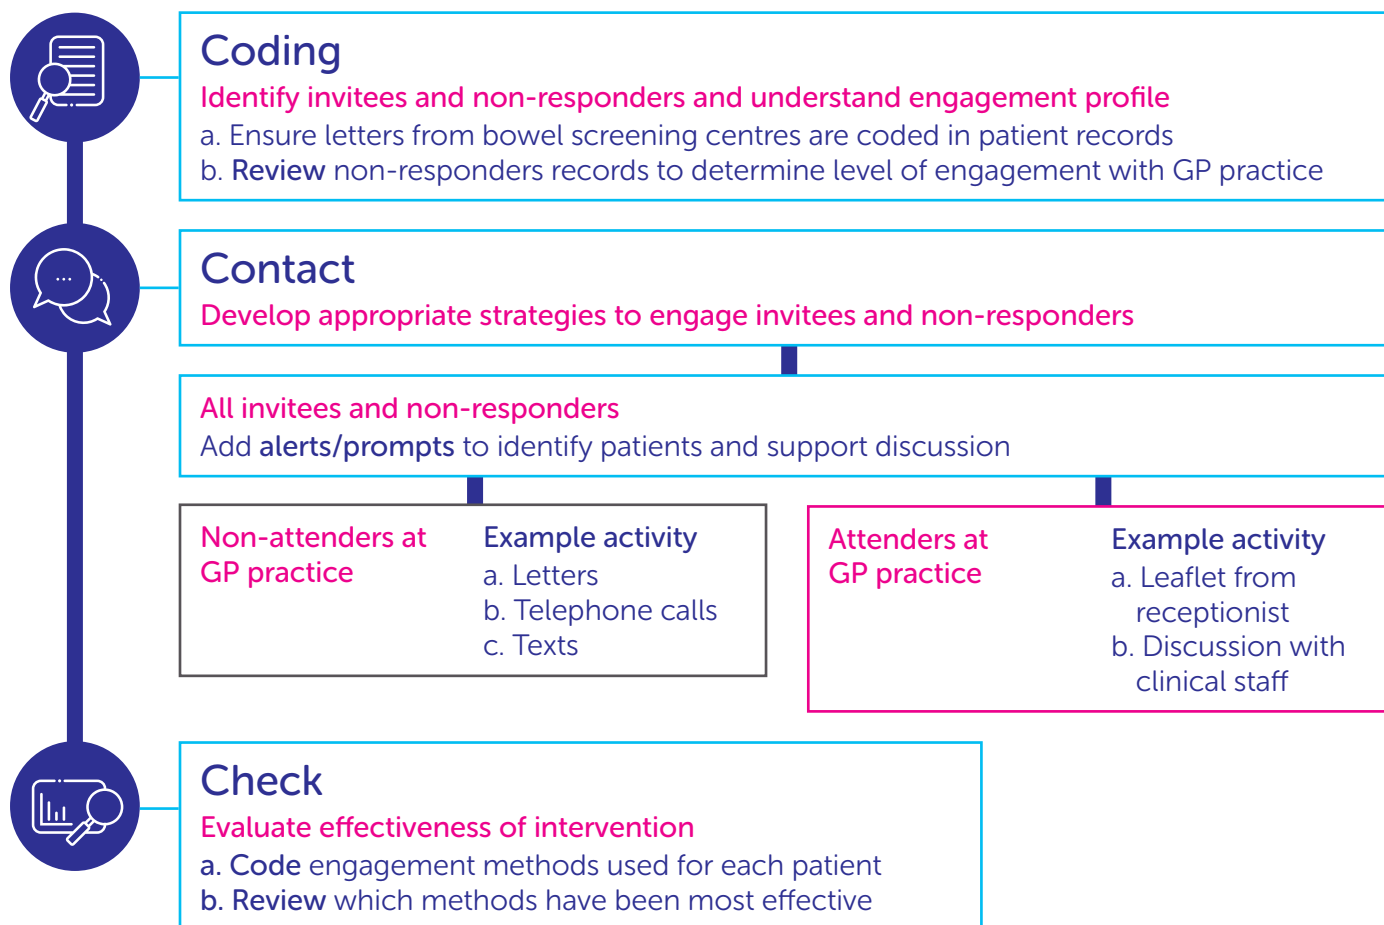 Coding
Identify invitees and non-responders and understand engagement profile
a. Ensure letters from bowel screening centres are coded in patient records
b. Review non-responders records to determine level of engagement with GP practice
Contact
Develop appropriate strategies to engage invitees and non-responders
All invitees and non-responders
Add alerts/prompts to identify patients and support discussion
Non-attenders at
GP practice
Example activity
a. Letters
b. Telephone calls
c. Texts
Attenders at
GP practice
Example activity
a. Leaflet from
receptionist
b. Discussion with
clinical staff
Check
Evaluate effectiveness of intervention
a. Code engagement methods used for each patient
b. Review which methods have been most effective